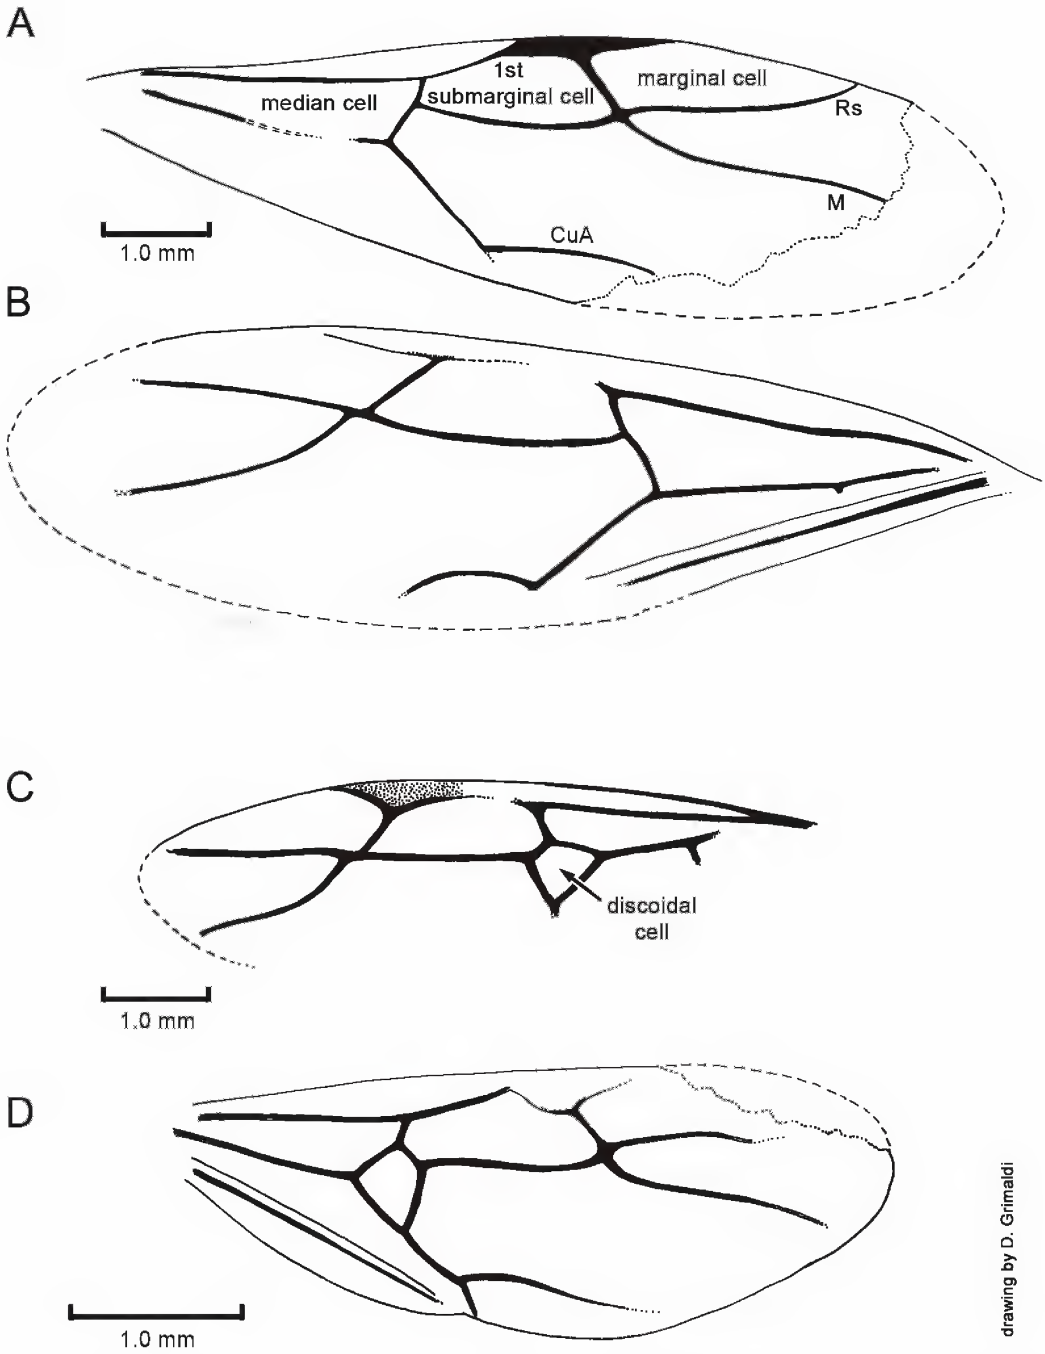 A
1st
submarginal cell
marginal cell
median cell
Rs
M
CuA
1.0 mm
B
C
discoidal
cell
1.0 mm
D
1.0 mm
drawing by D. Grimaldi